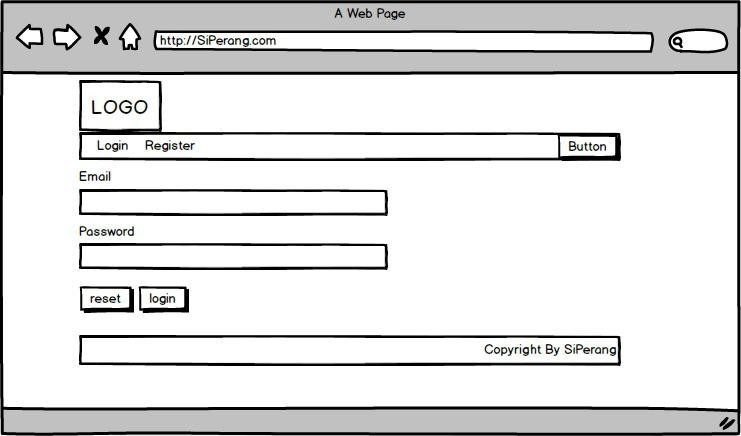 A Web Page
http://SiPerang.com
LOGO
Login Register Button
Email
Password
reset login
Copyright By SiPerang